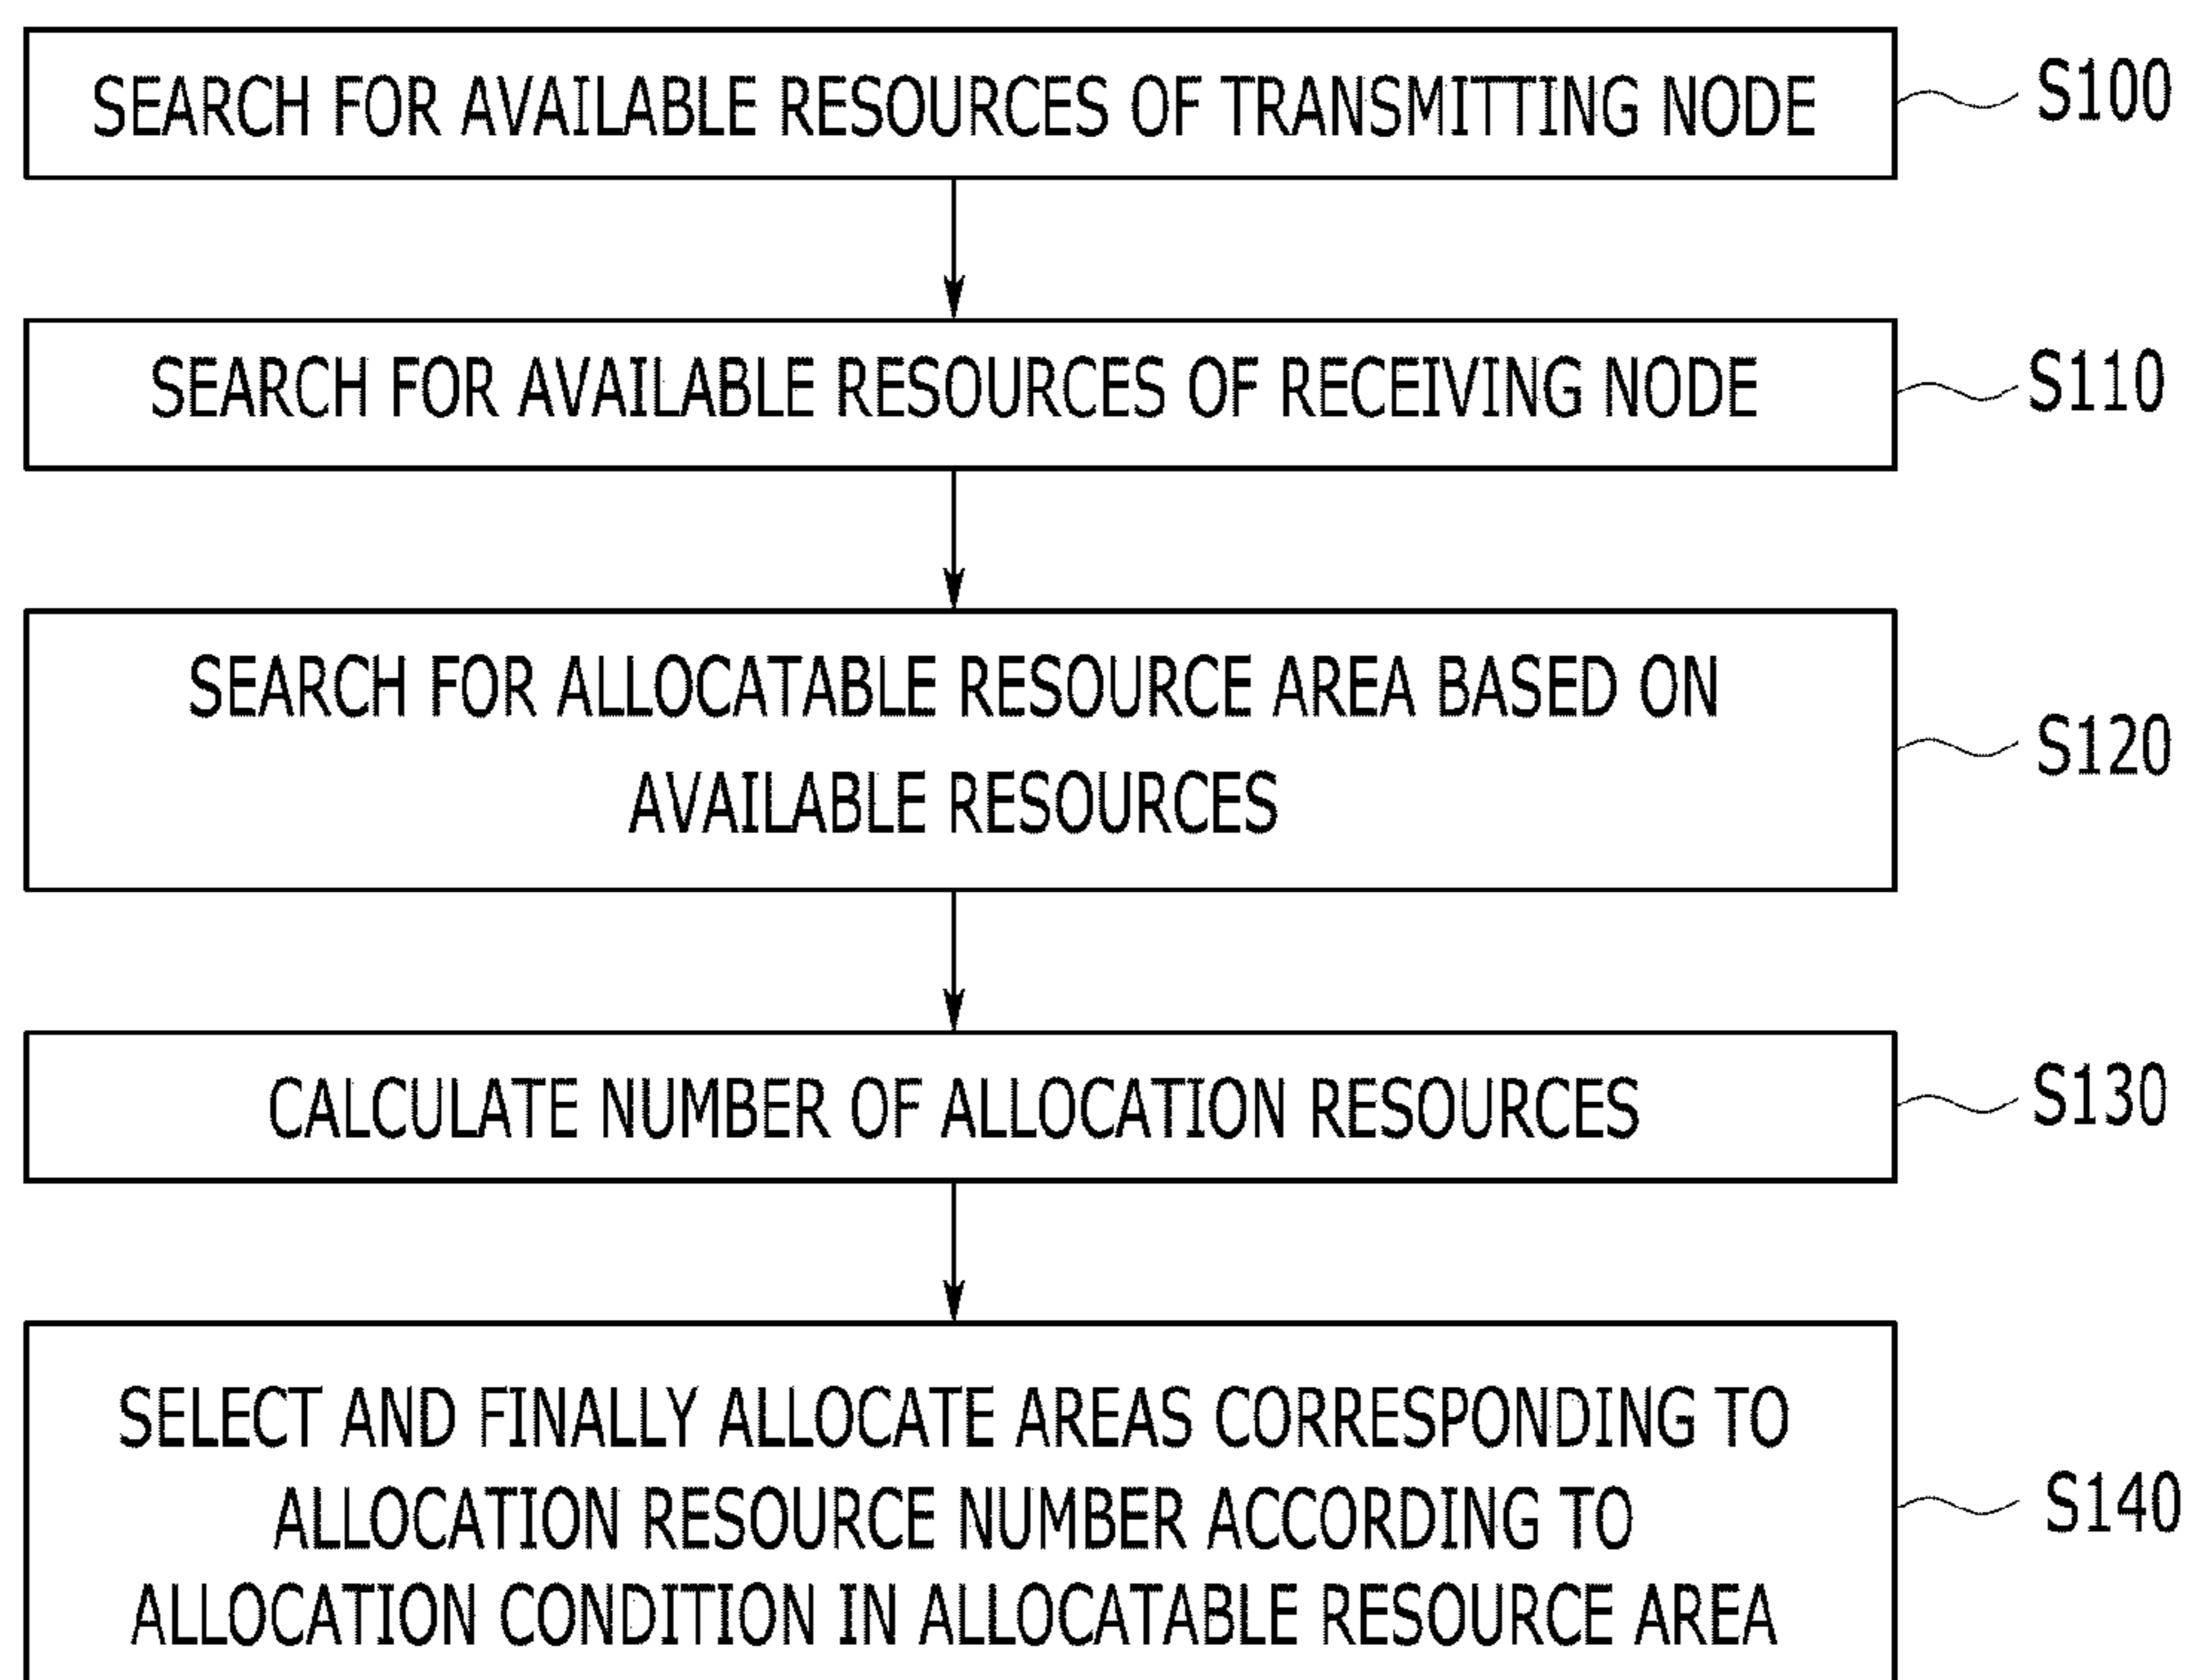 SEARCH FOR AVAILABLE RESOURCES OF TRANSMITTING NODE
S100
SEARCH FOR AVAILABLE RESOURCES OF RECEIVING NODE
S110
SEARCH FOR ALLOCATABLE RESOURCE AREA BASED ON
AVAILABLE RESOURCES
S120
CALCULATE NUMBER OF ALLOCATION RESOURCES
S130
SELECT AND FINALLY ALLOCATE AREAS CORRESPONDING TO
ALLOCATION RESOURCE NUMBER ACCORDING TO
ALLOCATION CONDITION IN ALLOCATABLE RESOURCE AREA
S140